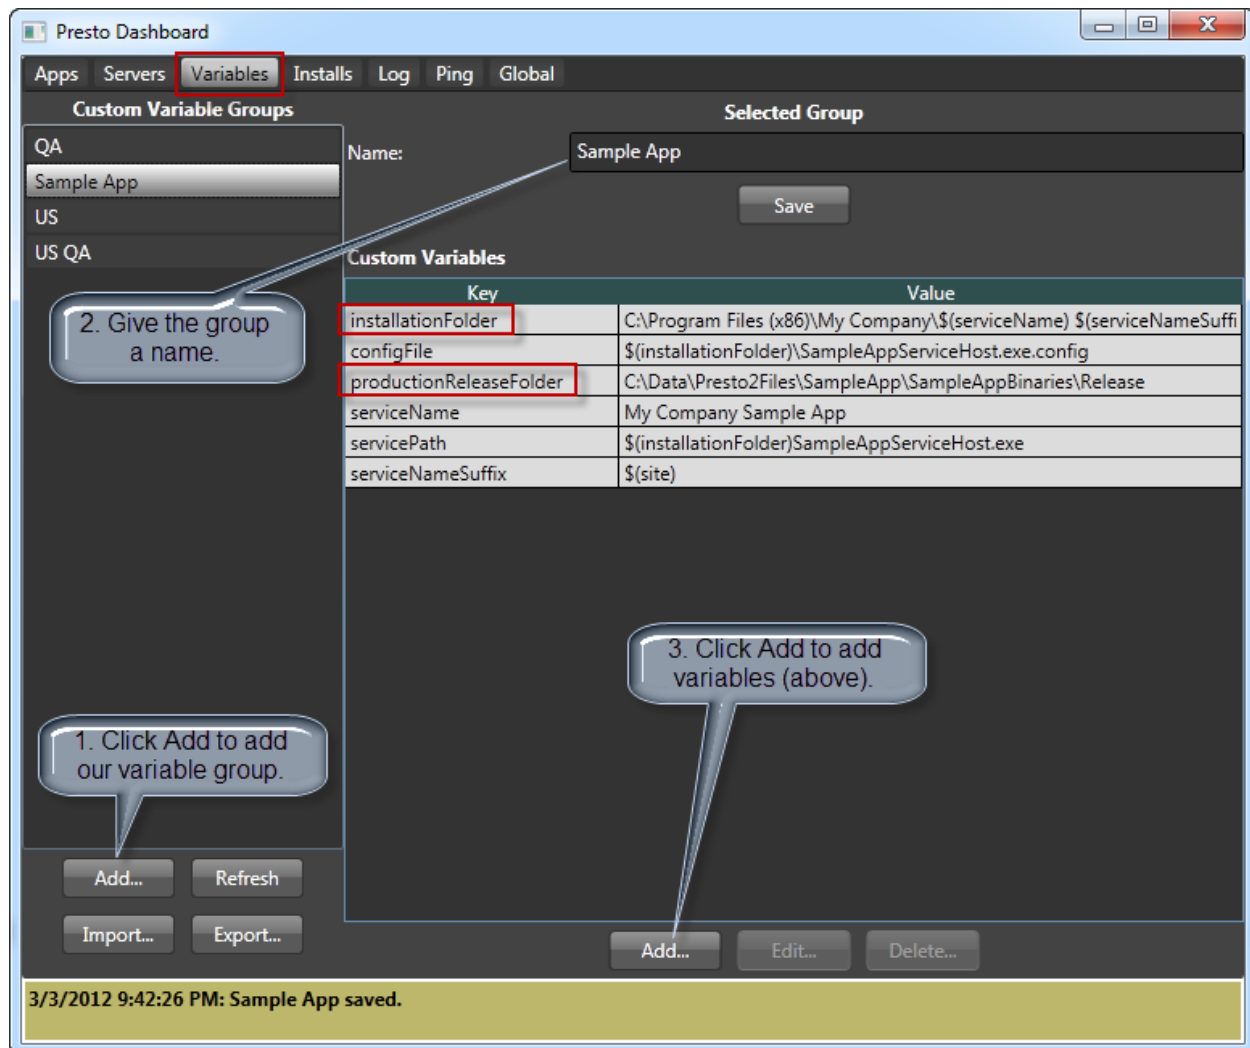 Presto Dashboard
Apps Servers Variables Installs Log Ping Global
Custom Variable Groups
QA
Sample App
US
US QA
Selected Group
Name: Sample App
Save
Custom Variables
Key Value
installationFolder C:\Program Files (x86)\My Company\$(serviceName) $(serviceNameSuffi
configFile $(installationFolder)\SampleAppServiceHost.exe.config
productionReleaseFolder C:\Data\Presto2Files\SampleApp\SampleAppBinaries\Release
serviceName My Company Sample App
servicePath $(installationFolder)SampleAppServiceHost.exe
serviceNameSuffix $(site)
2. Give the group
a name.
3. Click Add to add
variables (above).
1. Click Add to add
our variable group.
Add... Refresh
Import... Export...
Add... Edit... Delete...
3/3/2012 9:42:26 PM: Sample App saved.